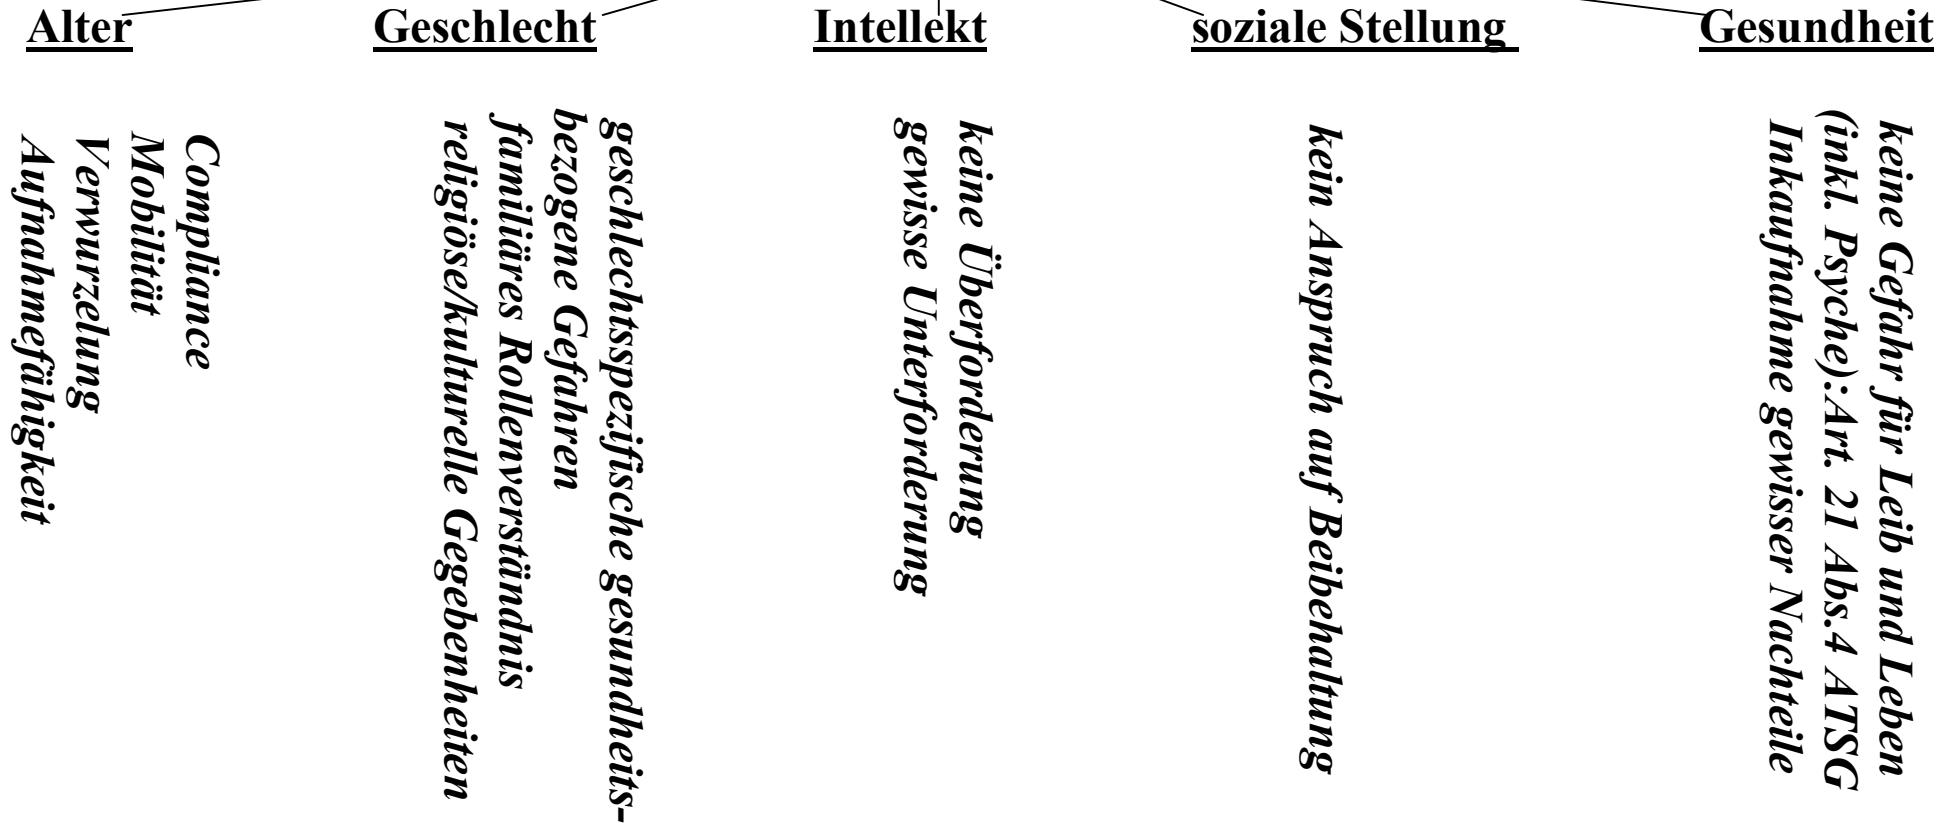 Alter
Geschlecht
Intellekt
soziale Stellung
Gesundheit
Compliance
Mobilität
Verwurzelung
Aufnahmefähigkeit
geschlechtsspezifische gesundheits-
bezogene Gefahren
familiäres Rollenverständnis
religiöse/kulturelle Gegebenheiten
keine Überforderung
gewisse Unterforderung
kein Anspruch auf Beibehaltung
keine Gefahr für Leib und Leben
(inkl. Psyche):Art. 21 Abs.4 ATSG
Inkaufnahme gewisser Nachteile